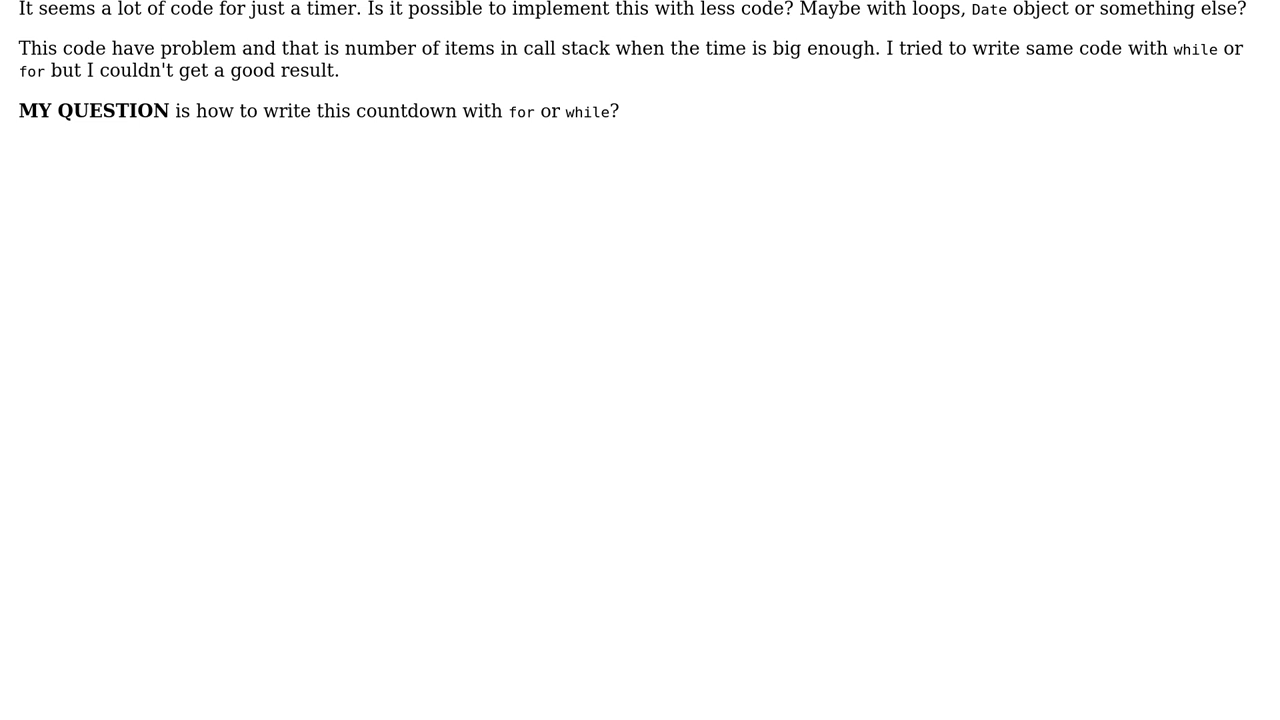 It seems a lot of code for just a timer. Is it possible to implement this with less code? Maybe with loops, Date object or something else?
This code have problem and that is number of items in call stack when the time is big enough. I tried to write same code with while or
for but I couldn't get a good result.
MY QUESTION is how to write this countdown with for or while?